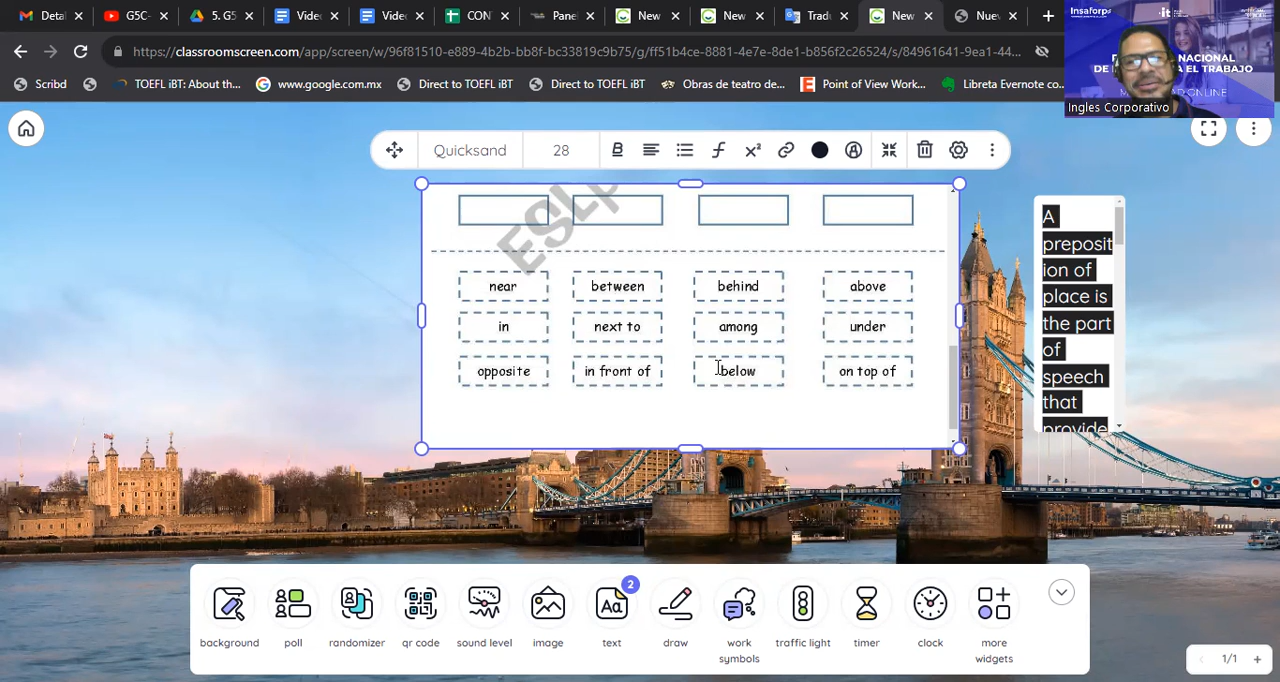 Detal
G5C-
5. G5
Vide
Vide
CON
Pane
New
New
Trad
New
Nue
https://classroomscreen.com/app/screen/w/96f81510-e889-4b2b-bb8f-bc33819c9b75/g/ff51b4ce-8881-4e7e-8de1-b856f2c26524/s/84961641-9ea1-44...
Scribd
TOEFL iBT: About th...
www.google.com.mx
Direct to TOEFL iBT
Direct to TOEFL iBT
Obras de teatro de...
Point of View Work...
Libreta Evernote co...
Insaforp
it
NACIONAL
DE
A EL TRABAJO
ONLINE
Ingles Corporativo
Quicksand 28
ESLp
near between behind above
in next to among under
opposite in front of below on top of
A
preposit
ion of
place is
the part
of
speech
that
provide
2
background poll randomizer qr code sound level image text draw work symbols traffic light timer clock more widgets
1/1